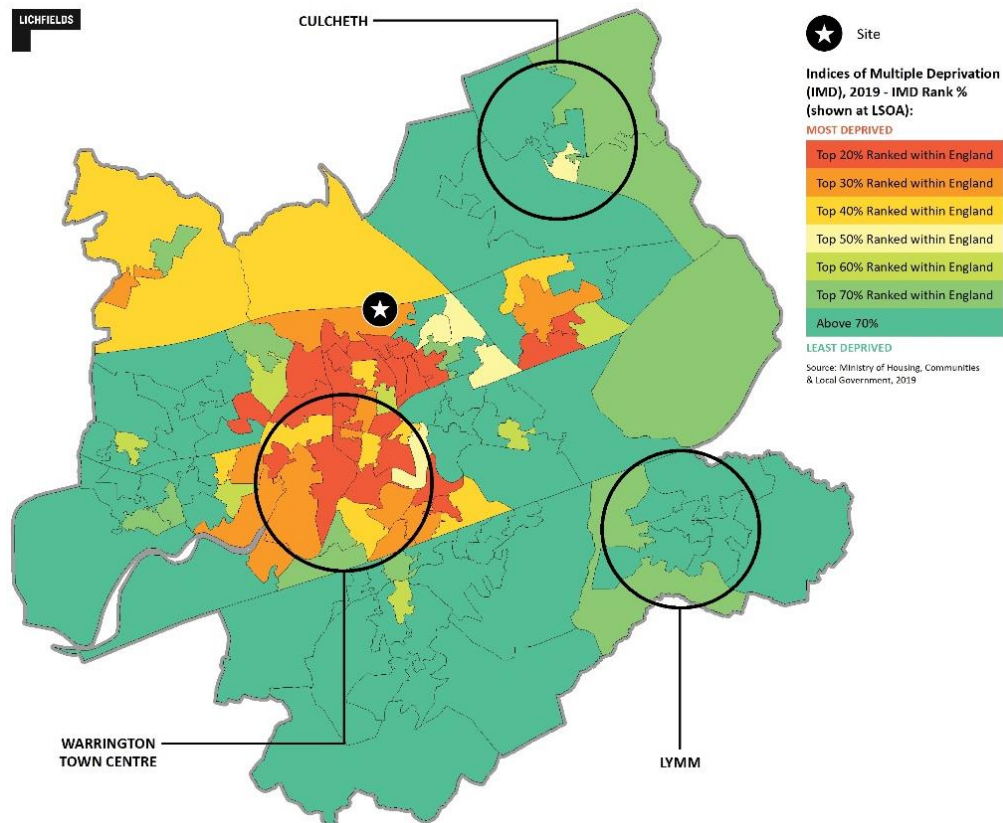 LICHFIELDS
CULCHETH
Site
Indices of Multiple Deprivation
(IMD), 2019 - IMD Rank %
(shown at LSOA):
MOST DEPRIVED
Top 20% Ranked within England
Top 30% Ranked within England
Top 40% Ranked within England
Top 50% Ranked within England
Top 60% Ranked within England
Top 70% Ranked within England
Above 70%
LEAST DEPRIVED
Source: Ministry of Housing, Communities
& Local Government, 2019
WARRINGTON
TOWN CENTRE
LYMM